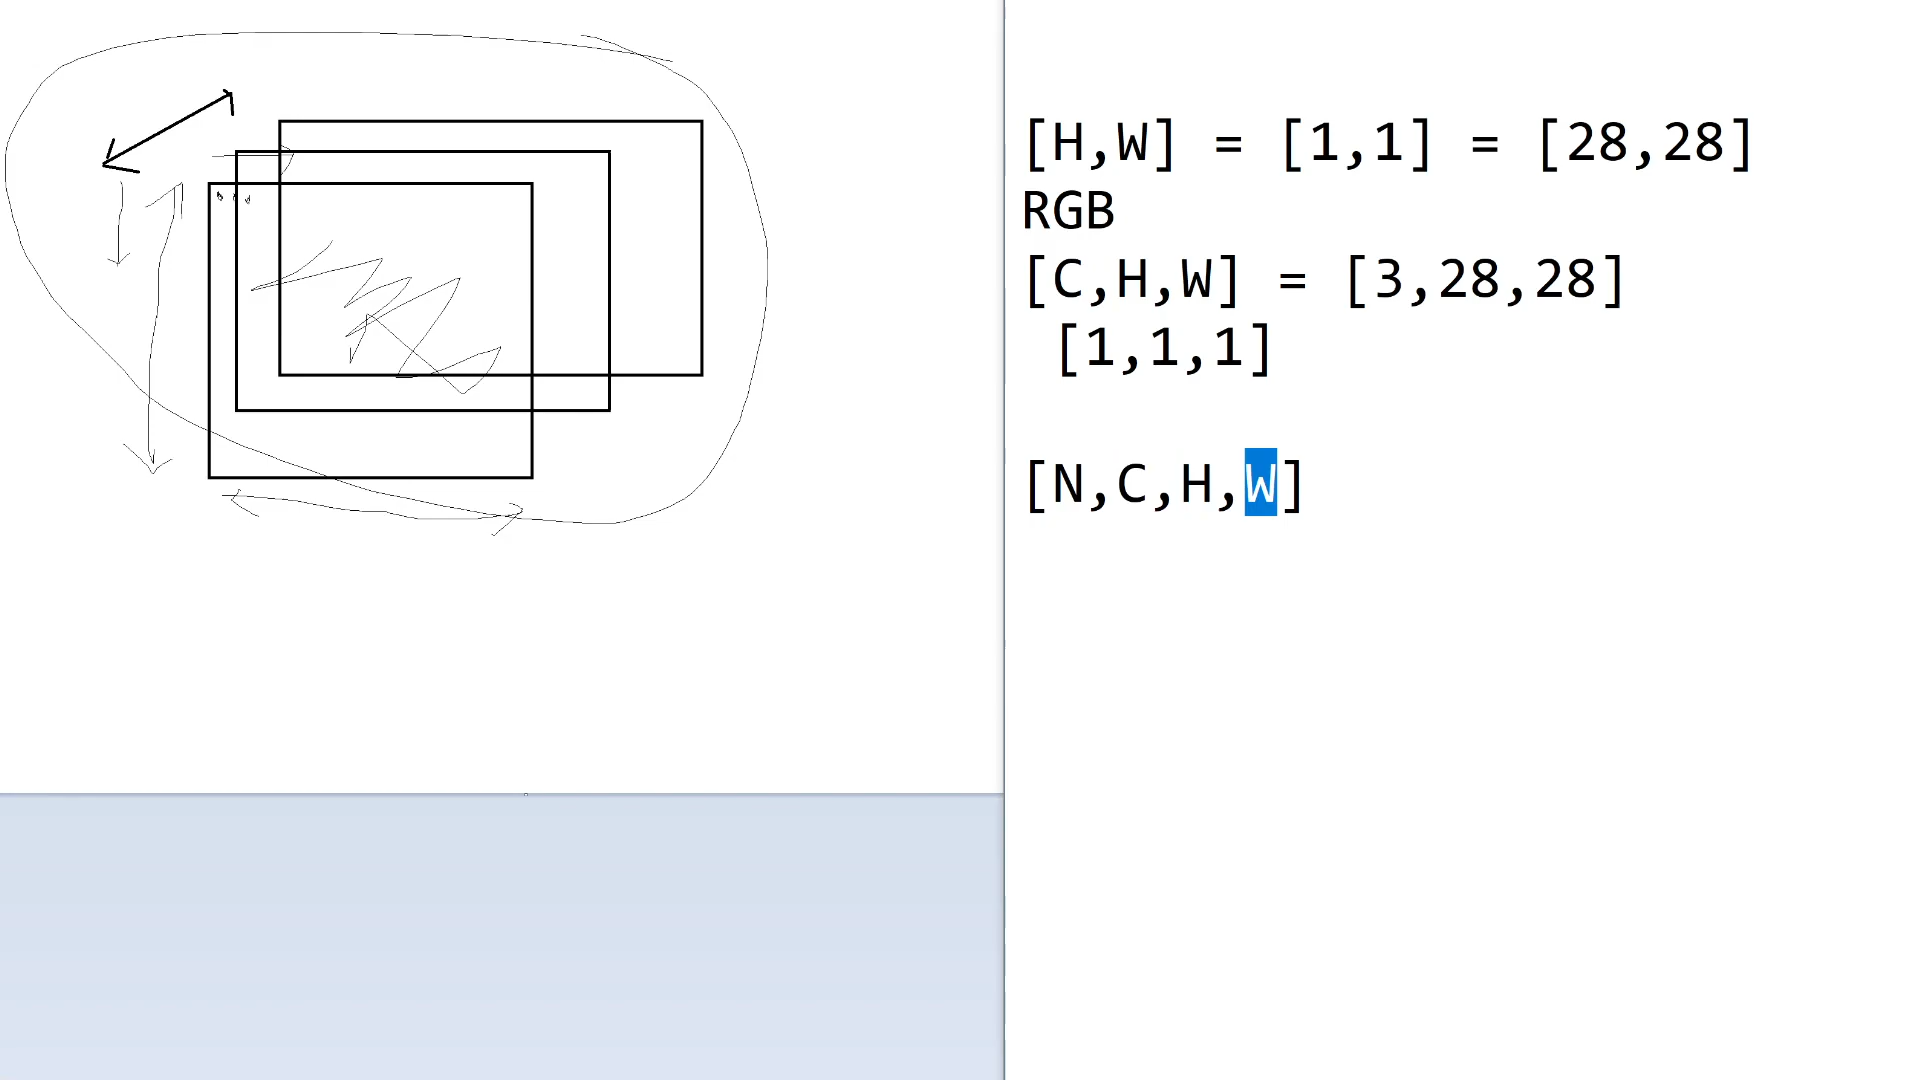 [H,W] = [1,1] = [28,28]
RGB
[C,H,W] = [3,28,28]
[1,1,1]
[N,C,H,W]